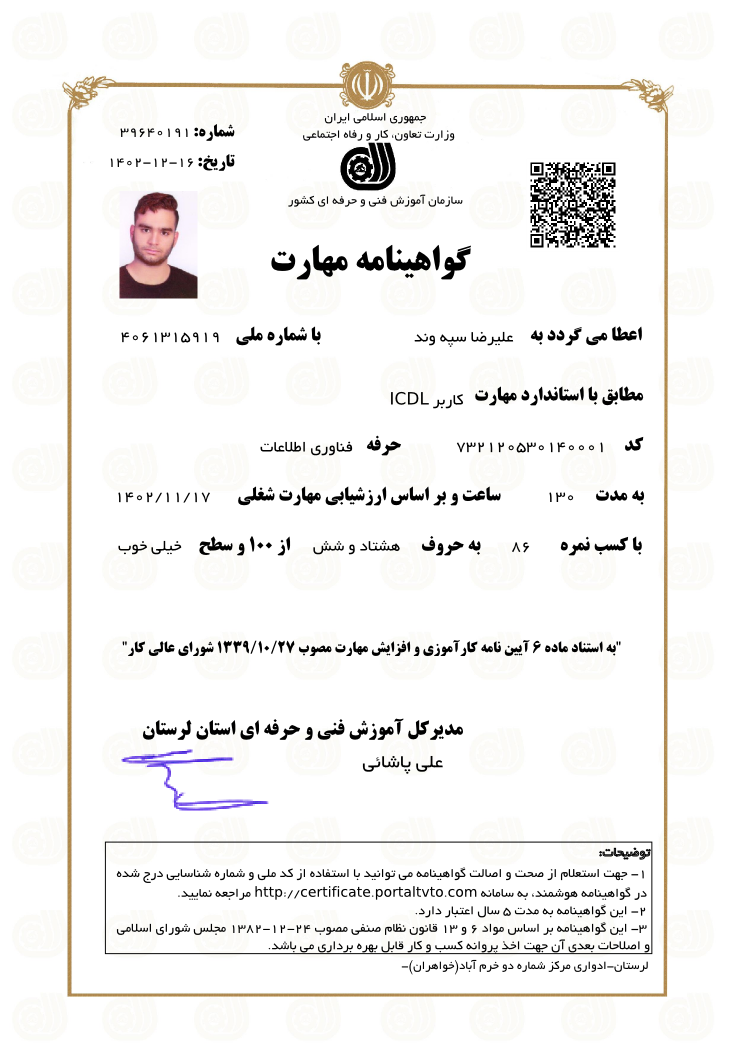 جمهوری اسلامی ایران
وزارت تعاون، کار و رفاه اجتماعی
سازمان آموزش فنی و حرفه ای کشور
شماره: ۳۹۶۴۰۱۹۱
تاریخ: ۱۴۰۲-۱۲-۱۶
گواهینامه مهارت
اعطا می گردد به علیرضا سپه وند با شماره ملی ۴۰۶۱۳۱۵۹۱۹
مطابق با استاندارد مهارت کاربر ICDL
کد ۷۳۲۱۲۰۵۳۰۱۴۰۰۰۱ حرفه فناوری اطلاعات
به مدت ۱۳۰ ساعت و بر اساس ارزشیابی مهارت شغلی ۱۴۰۲/۱۱/۱۷
با کسب نمره ۸۶ به حروف هشتاد و شش از ۱۰۰ و سطح خیلی خوب
"به استناد ماده ۶ آیین نامه کارآموزی و افزایش مهارت مصوب ۱۳۳۹/۱۰/۲۷ شورای عالی کار"
مدیرکل آموزش فنی و حرفه ای استان لرستان
علی پاشائی
توضیحات:
۱- جهت استعلام از صحت و اصالت گواهینامه می توانید با استفاده از کد ملی و شماره شناسایی درج شده
در گواهینامه هوشمند، به سامانه http://certificate.portaltvto.com مراجعه نمایید.
۲- این گواهینامه به مدت ۵ سال اعتبار دارد.
۳- این گواهینامه بر اساس مواد ۶ و ۱۳ قانون نظام صنفی مصوب ۲۴-۱۲-۱۳۸۲ مجلس شورای اسلامی
و اصلاحات بعدی آن جهت اخذ پروانه کسب و کار قابل بهره برداری می باشد.
لرستان-ادواری مرکز شماره دو خرم آباد(خواهران)-